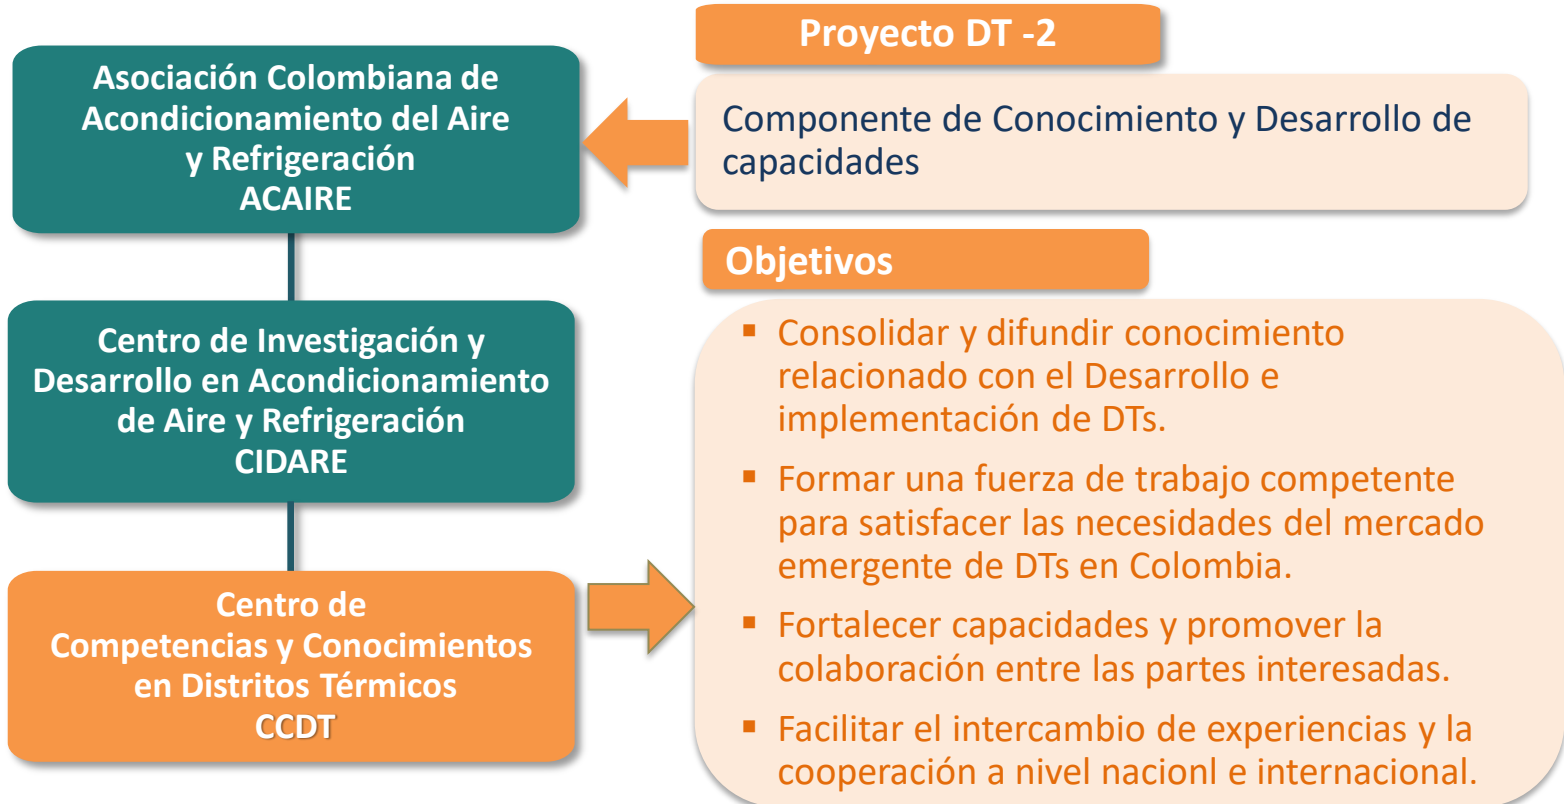 Asociación Colombiana de
Acondicionamiento del Aire
y Refrigeración
ACAIRE
Centro de Investigación y
Desarrollo en Acondicionamiento
de Aire y Refrigeración
CIDARE
Centro de
Competencias y Conocimientos
en Distritos Térmicos
CCDT
Proyecto DT -2
Componente de Conocimiento y Desarrollo de
capacidades
Objetivos
▪ Consolidar y difundir conocimiento
relacionado con el Desarrollo e
implementación de DTs.
▪ Formar una fuerza de trabajo competente
para satisfacer las necesidades del mercado
emergente de DTs en Colombia.
▪ Fortalecer capacidades y promover la
colaboración entre las partes interesadas.
▪ Facilitar el intercambio de experiencias y la
cooperación a nivel nacionl e internacional.